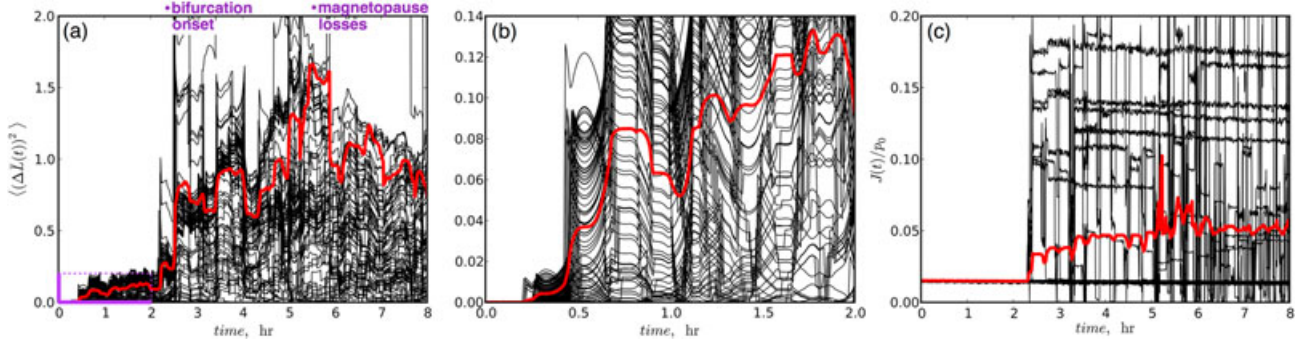 •bifurcation
onset
•magnetopause
losses
(a)
2.0
1.5
1.0
0.5
0.0
⟨(ΔL(t))² ⟩
0 1 2 3 4 5 6 7 8
time, hr
(b)
0.14
0.12
0.10
0.08
0.06
0.04
0.02
0.00
0.5 1.0 1.5 2.0
time, hr
(c)
0.20
0.15
0.10
0.05
0.00
J(t)/p₀
0 1 2 3 4 5 6 7 8
time, hr